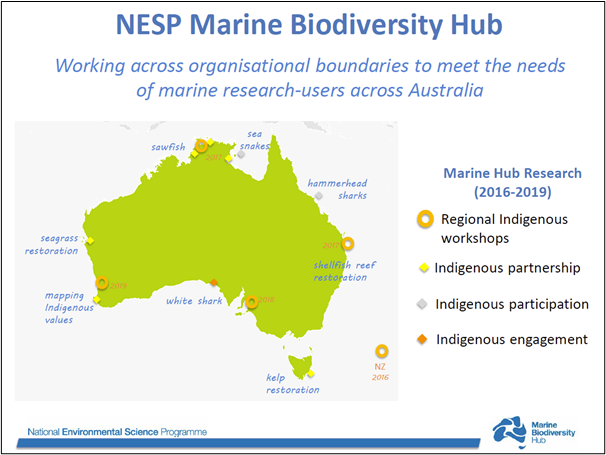 NESP Marine Biodiversity Hub
Working across organisational boundaries to meet the needs
of marine research-users across Australia
sea
snakes
sawfish
2017
hammerhead
sharks
Marine Hub Research
(2016-2019)
Regional Indigenous
workshops
seagrass
restoration
2017
shellfish reef
restoration
Indigenous partnership
2019
mapping
Indigenous
values
white shark
2018
Indigenous participation
Indigenous engagement
NZ
2016
kelp
restoration
National Environmental Science Programme
Marine
Biodiversity
Hub